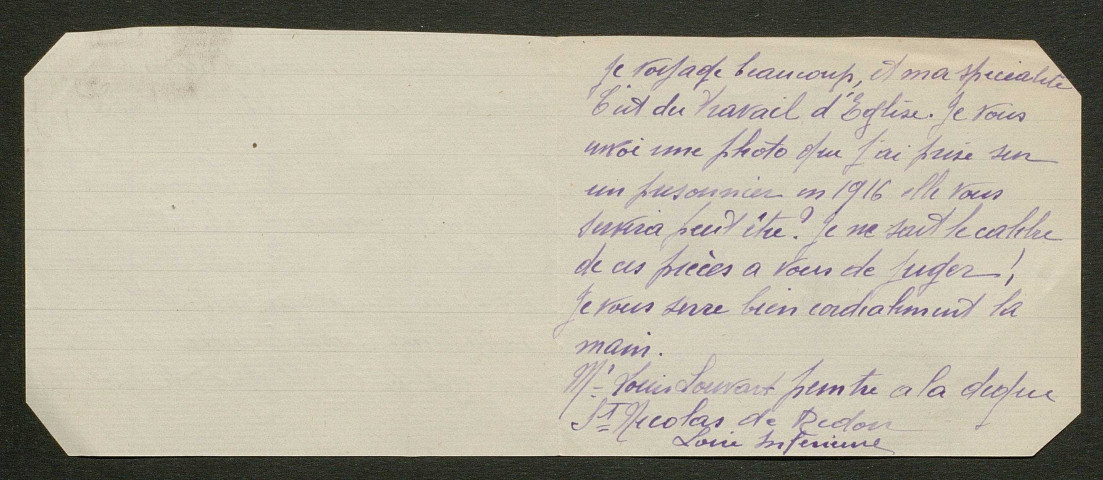 Je voyage beaucoup, et ma spécialité
C'est du travail d'Eglise. Je vous
envoi une photo que j'ai prise sur
un prisonnier en 1916 elle vous
servira peut être? Je ne sait le calibre
de ces pièces a vous de juger!
Je vous serre bien cordialement la
main.
Mr Louis Louvart peintre a la digue
St Nicolas de Redon
Loire Inférieure